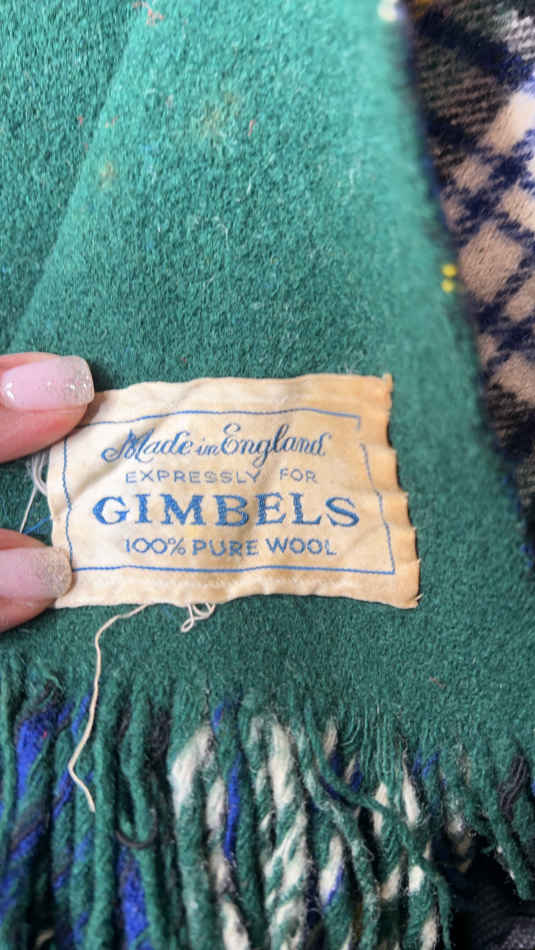 Made in England
EXPRESSLY FOR
GIMBELS
100% PURE WOOL